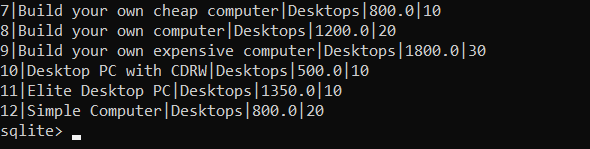 7|Build your own cheap computer|Desktops|800.0|10
8|Build your own computer|Desktops|1200.0|20
9|Build your own expensive computer|Desktops|1800.0|30
10|Desktop PC with CDRW|Desktops|500.0|10
11|Elite Desktop PC|Desktops|1350.0|10
12|Simple Computer|Desktops|800.0|20
sqlite>